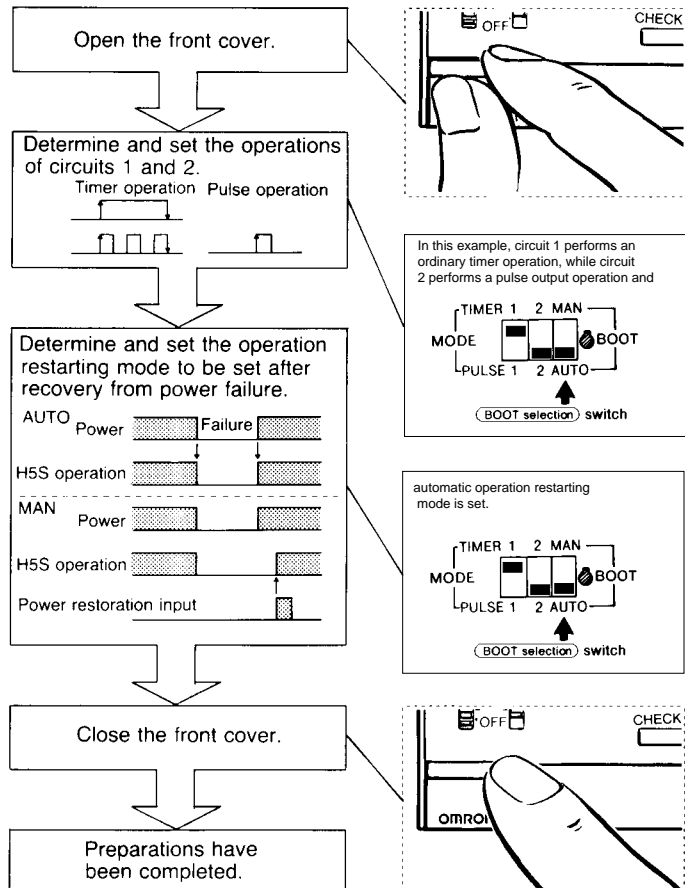 Open the front cover.
OFF
CHECK
Determine and set the operations
of circuits 1 and 2.
Timer operation Pulse operation
In this example, circuit 1 performs an
ordinary timer operation, while circuit
2 performs a pulse output operation and
TIMER 1 2 MAN
MODE BOOT
PULSE 1 2 AUTO
BOOT selection switch
Determine and set the operation
restarting mode to be set after
recovery from power failure.
AUTO Power Failure
H5S operation
MAN Power
H5S operation
Power restoration input
automatic operation restarting
mode is set.
TIMER 1 2 MAN
MODE BOOT
PULSE 1 2 AUTO
BOOT selection switch
Close the front cover.
OFF
CHECK
Preparations have
been completed.